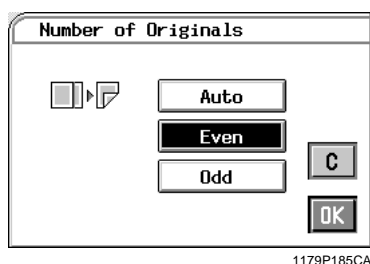 Number of Originals
Auto
Even
Odd
C
OK
1179P185CA